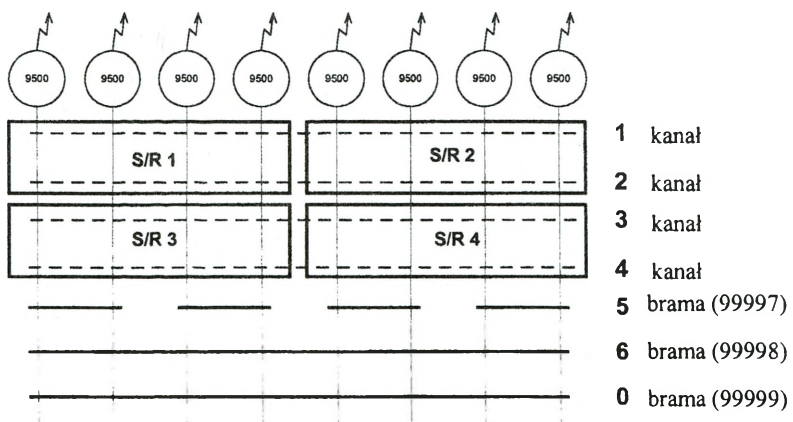 9500 9500 9500 9500 9500 9500 9500 9500
1 kanał
S/R 1 S/R 2
2 kanał
3 kanał
S/R 3 S/R 4
4 kanał
5 brama (99997)
6 brama (99998)
0 brama (99999)